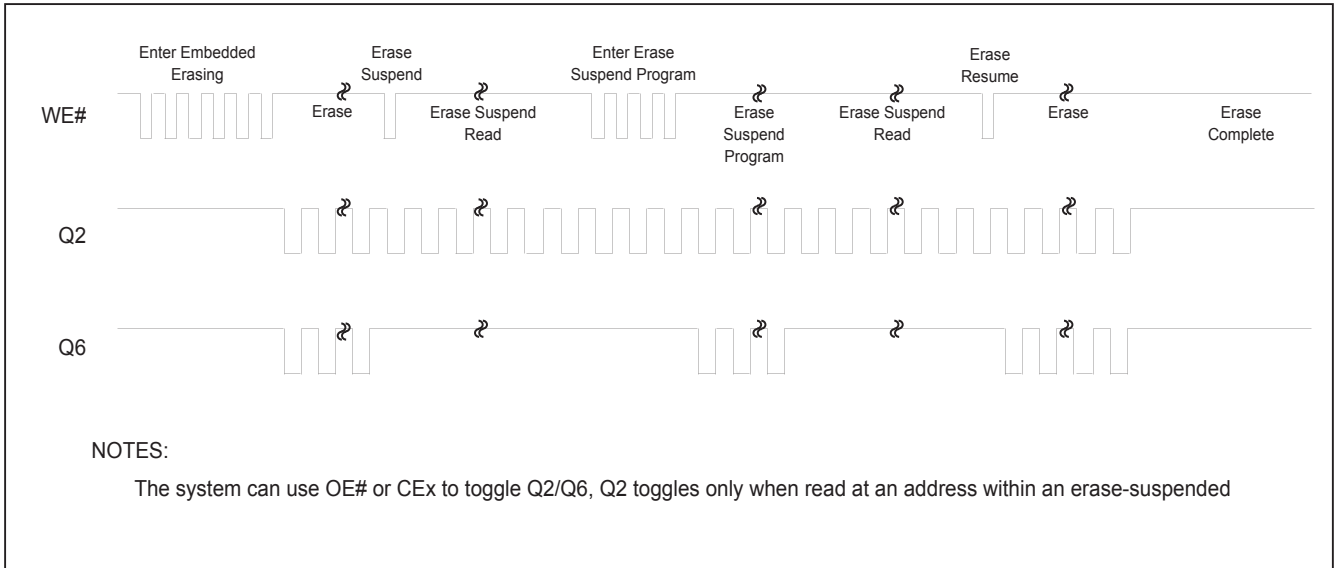 Enter Embedded
Erasing
Erase
Suspend
Enter Erase
Suspend Program
Erase
Resume
WE#
Erase
Erase Suspend
Read
Erase
Suspend
Program
Erase Suspend
Read
Erase
Erase
Complete
Q2
Q6
NOTES:
The system can use OE# or CEx to toggle Q2/Q6, Q2 toggles only when read at an address within an erase-suspended